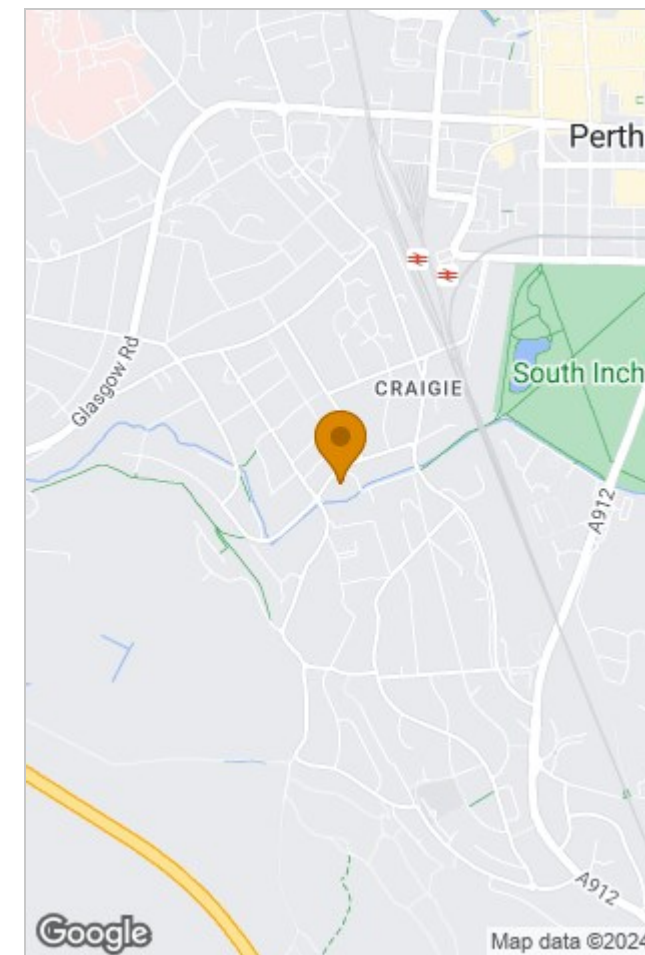 Perth
Glasgow Rd
CRAIGIE
South Inch
A912
A912
Google
Map data ©2024